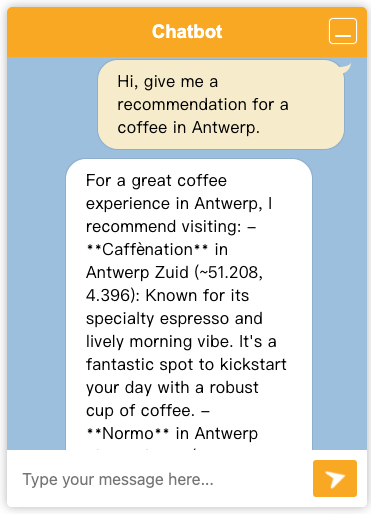 Chatbot
Hi, give me a
recommendation for a
coffee in Antwerp.
For a great coffee
experience in Antwerp, I
recommend visiting: –
**Caffènation** in
Antwerp Zuid (~51.208,
4.396): Known for its
specialty espresso and
lively morning vibe. It's a
fantastic spot to kickstart
your day with a robust
cup of coffee. –
**Normo** in Antwerp
Type your message here...